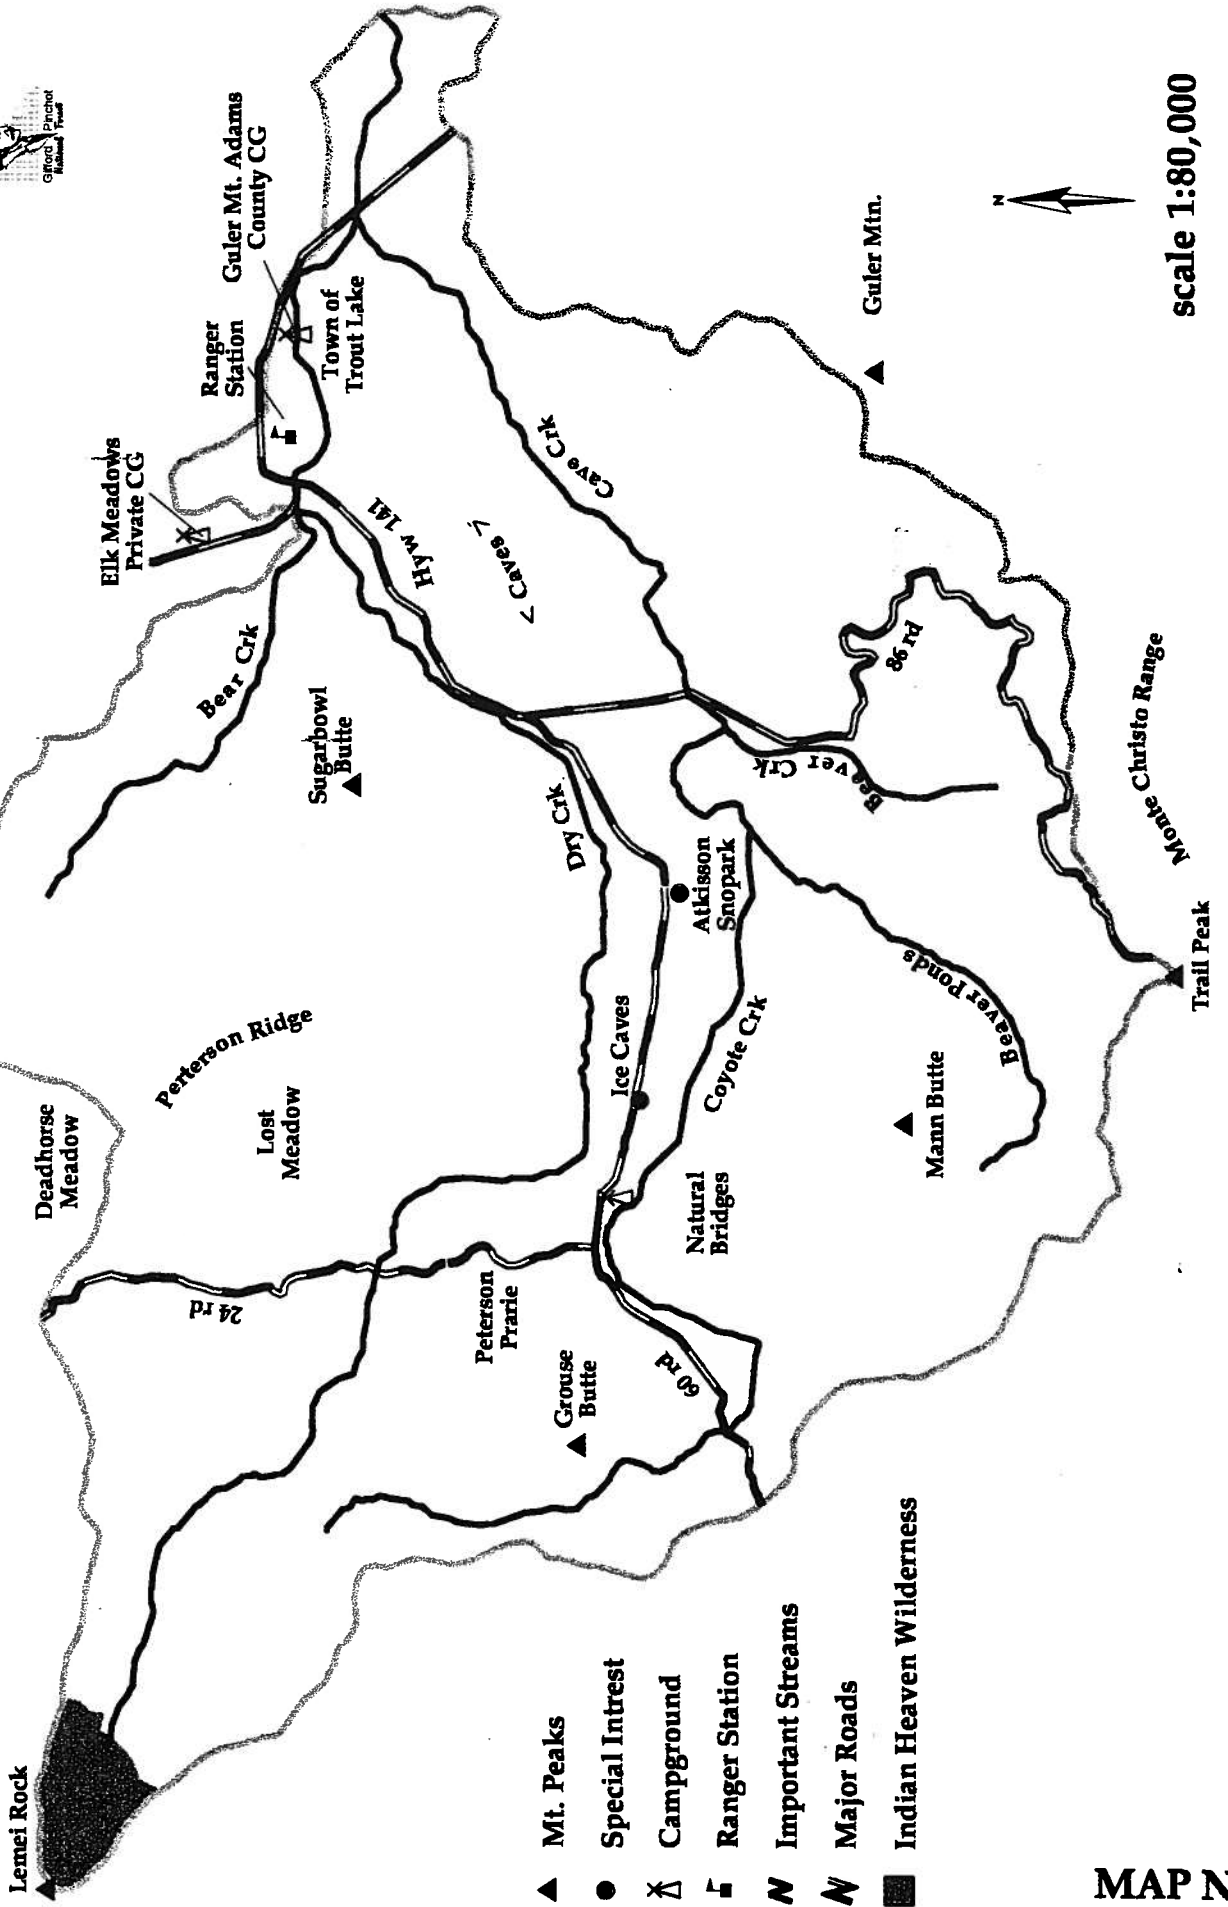 Gifford Pinchot
National Forest
Lemei Rock
Deadhorse
Meadow
Perterson Ridge
Lost
Meadow
24 rd
Peterson
Prarie
Grouse
Butte
60 rd
Natural
Bridges
Ice Caves
Coyote Crk
Mann Butte
Beaver Ponds
Atkisson
Snopark
Dry Crk
Sugarbowl
Butte
Bear Crk
Elk Meadows
Private CG
Ranger
Station
Guler Mt. Adams
County CG
Town of
Trout Lake
Hyw 141
< Caves >
Cave Crk
Beaver Crk
86 rd
Guler Mtn.
Monte Christo Range
Trail Peak
N
scale 1:80,000
Mt. Peaks
Special Intrest
Campground
Ranger Station
Important Streams
Major Roads
Indian Heaven Wilderness
MAP N